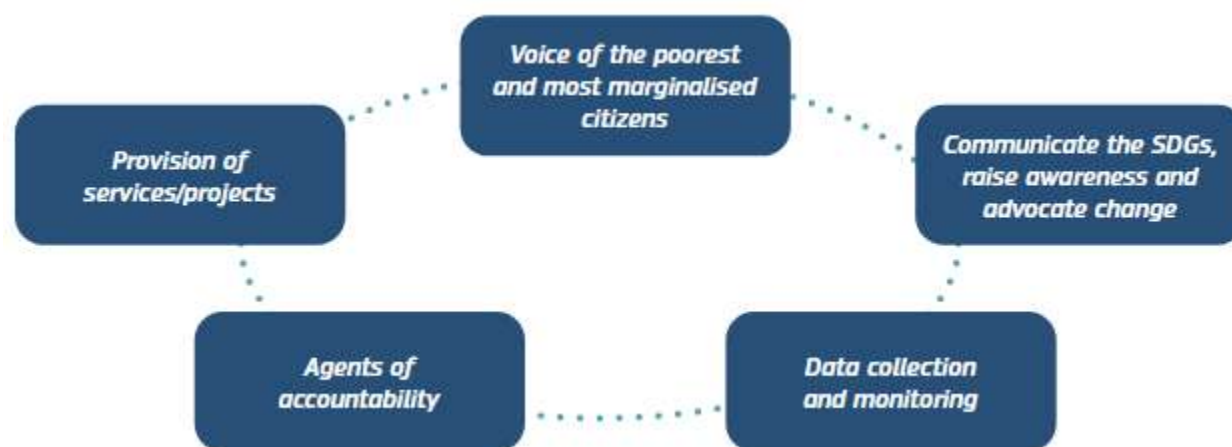 Voice of the poorest
and most marginalised
citizens
Provision of
services/projects
Communicate the SDGs,
raise awareness and
advocate change
Agents of
accountability
Data collection
and monitoring